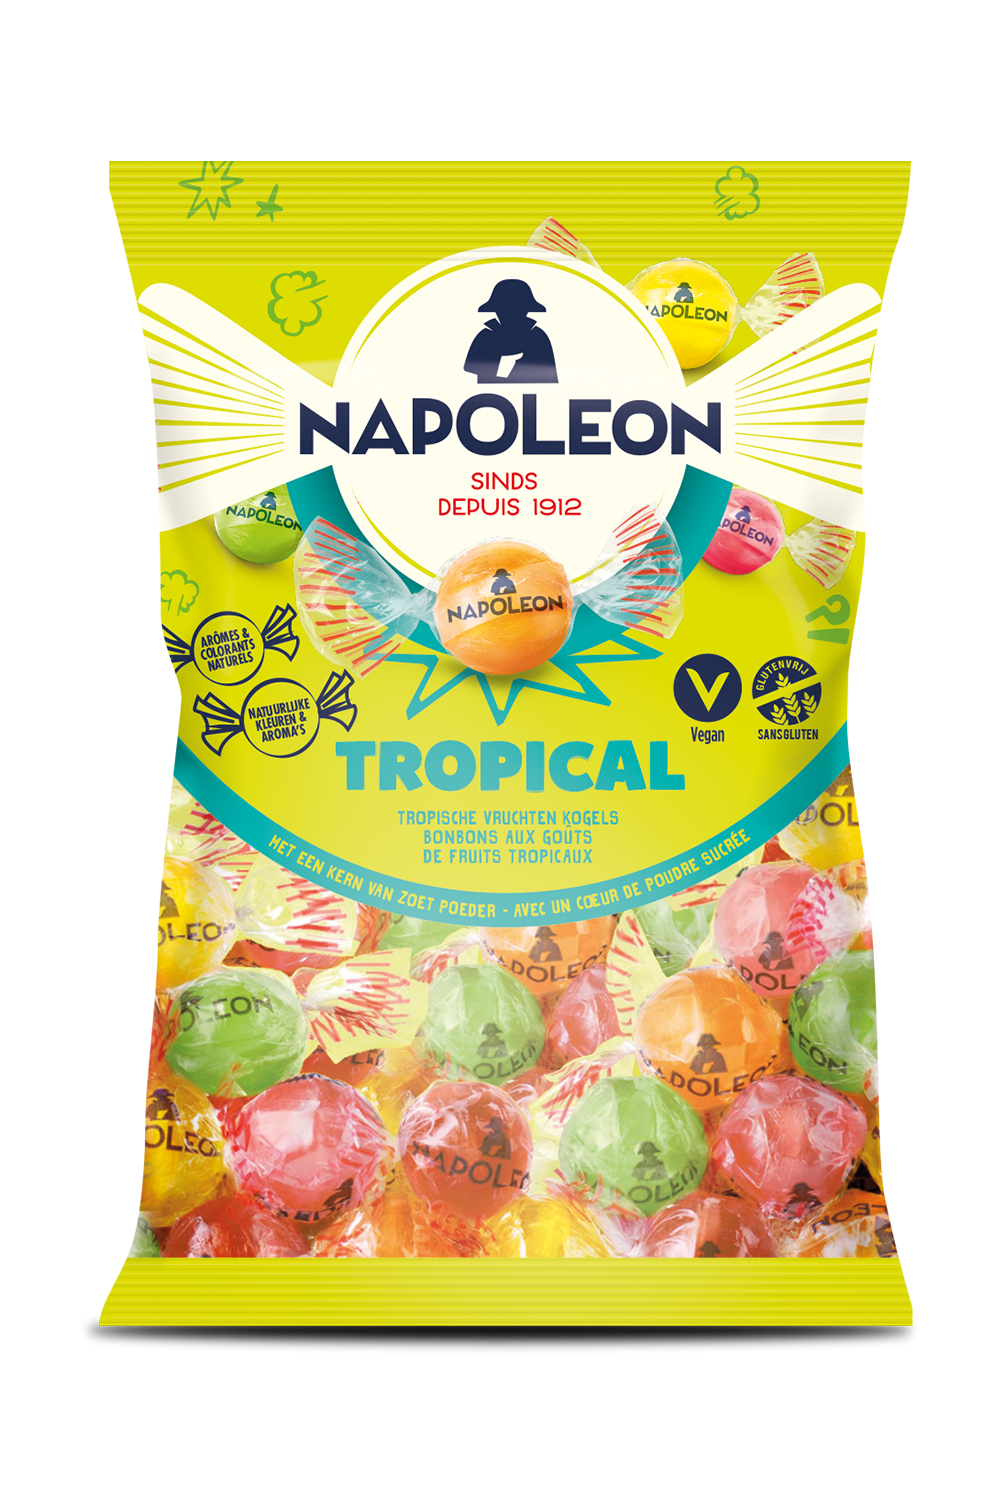 NAPOLEON
NAPOLEON
SINDS
DEPUIS 1912
NAPOLEON
NAPOLEON
NAPOLEON
ARÔMES &
COLORANTS
NATURELS
NATUURLIJKE
KLEUREN &
AROMA'S
V
Vegan
GLUTENVRIJ
SANS GLUTEN
TROPICAL
TROPISCHE VRUCHTEN KOGELS
BONBONS AUX GOÛTS
DE FRUITS TROPICAUX
MET EEN KERN VAN ZOET POEDER - AVEC UN CŒUR DE POUDRE SUCRÉE